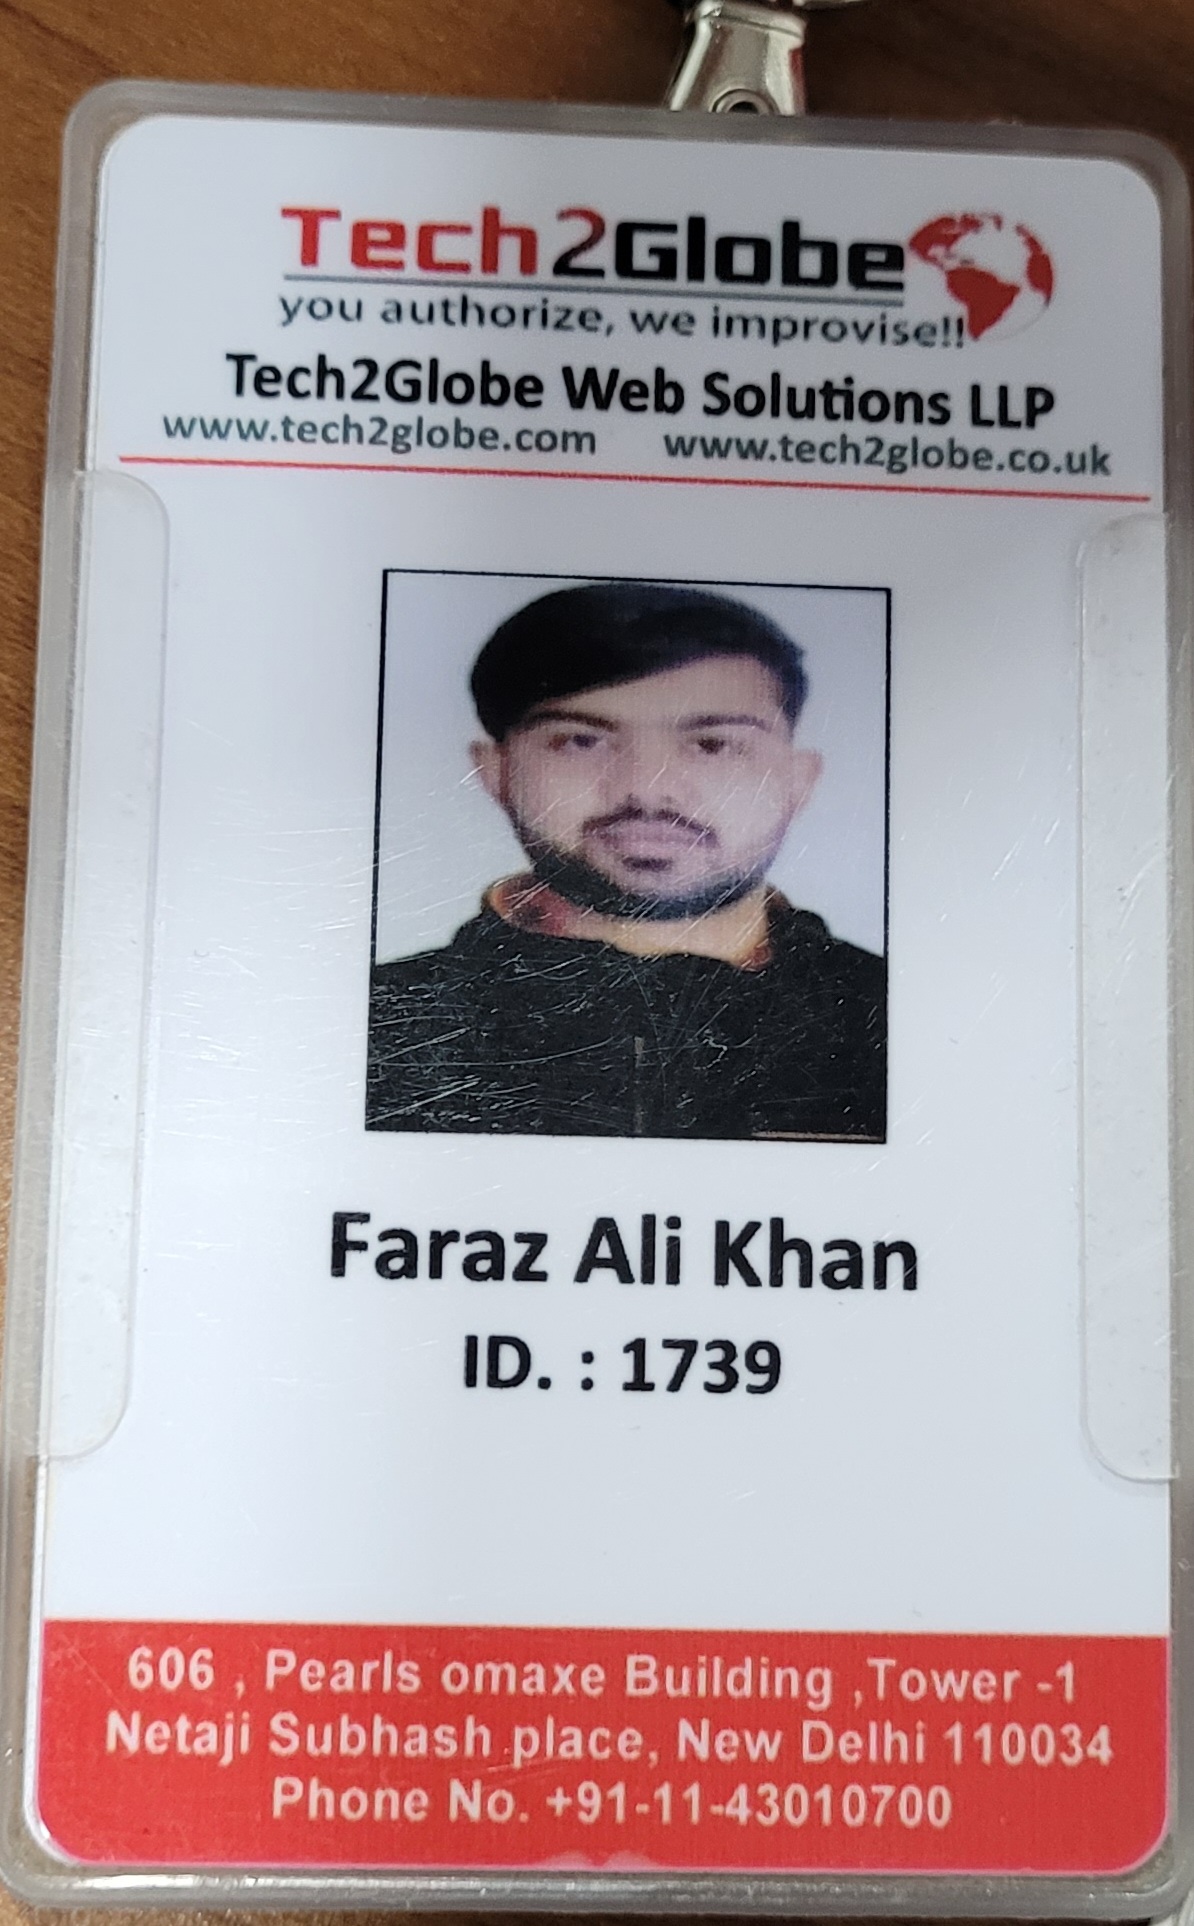 Tech2Globe
you authorize, we improvise!!
Tech2Globe Web Solutions LLP
www.tech2globe.com www.tech2globe.co.uk
Faraz Ali Khan
ID. : 1739
606 , Pearls omaxe Building ,Tower -1
Netaji Subhash place, New Delhi 110034
Phone No. +91-11-43010700